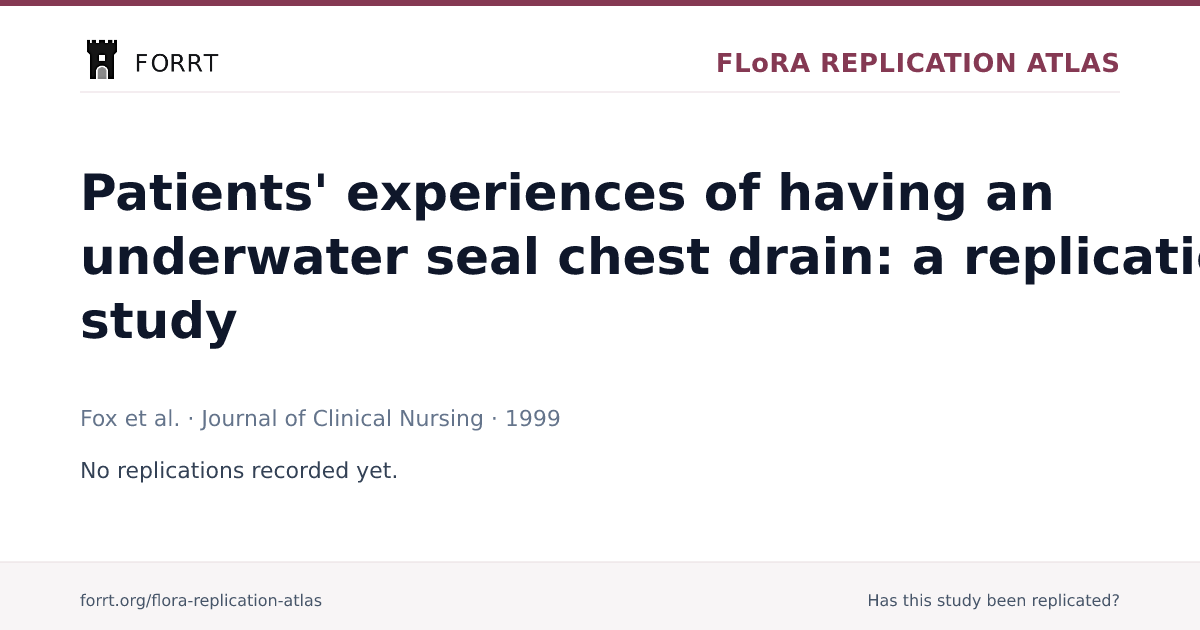 FORRT
FLoRA REPLICATION ATLAS
Patients' experiences of having an
underwater seal chest drain: a replicati
study
Fox et al. · Journal of Clinical Nursing · 1999
No replications recorded yet.
forrt.org/flora-replication-atlas
Has this study been replicated?